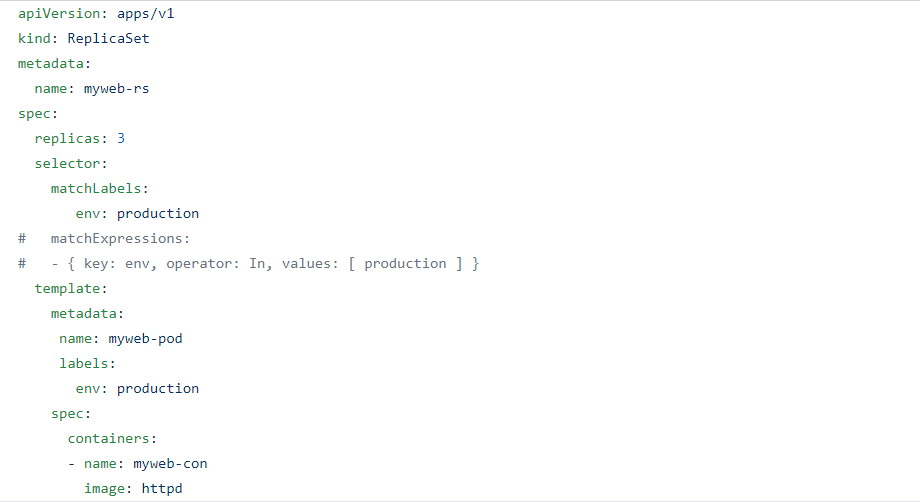 apiVersion: apps/v1
kind: ReplicaSet
metadata:
  name: myweb-rs
spec:
  replicas: 3
  selector:
    matchLabels:
       env: production
#   matchExpressions:
#   - { key: env, operator: In, values: [ production ] }
  template:
    metadata:
     name: myweb-pod
     labels:
       env: production
    spec:
      containers:
      - name: myweb-con
        image: httpd